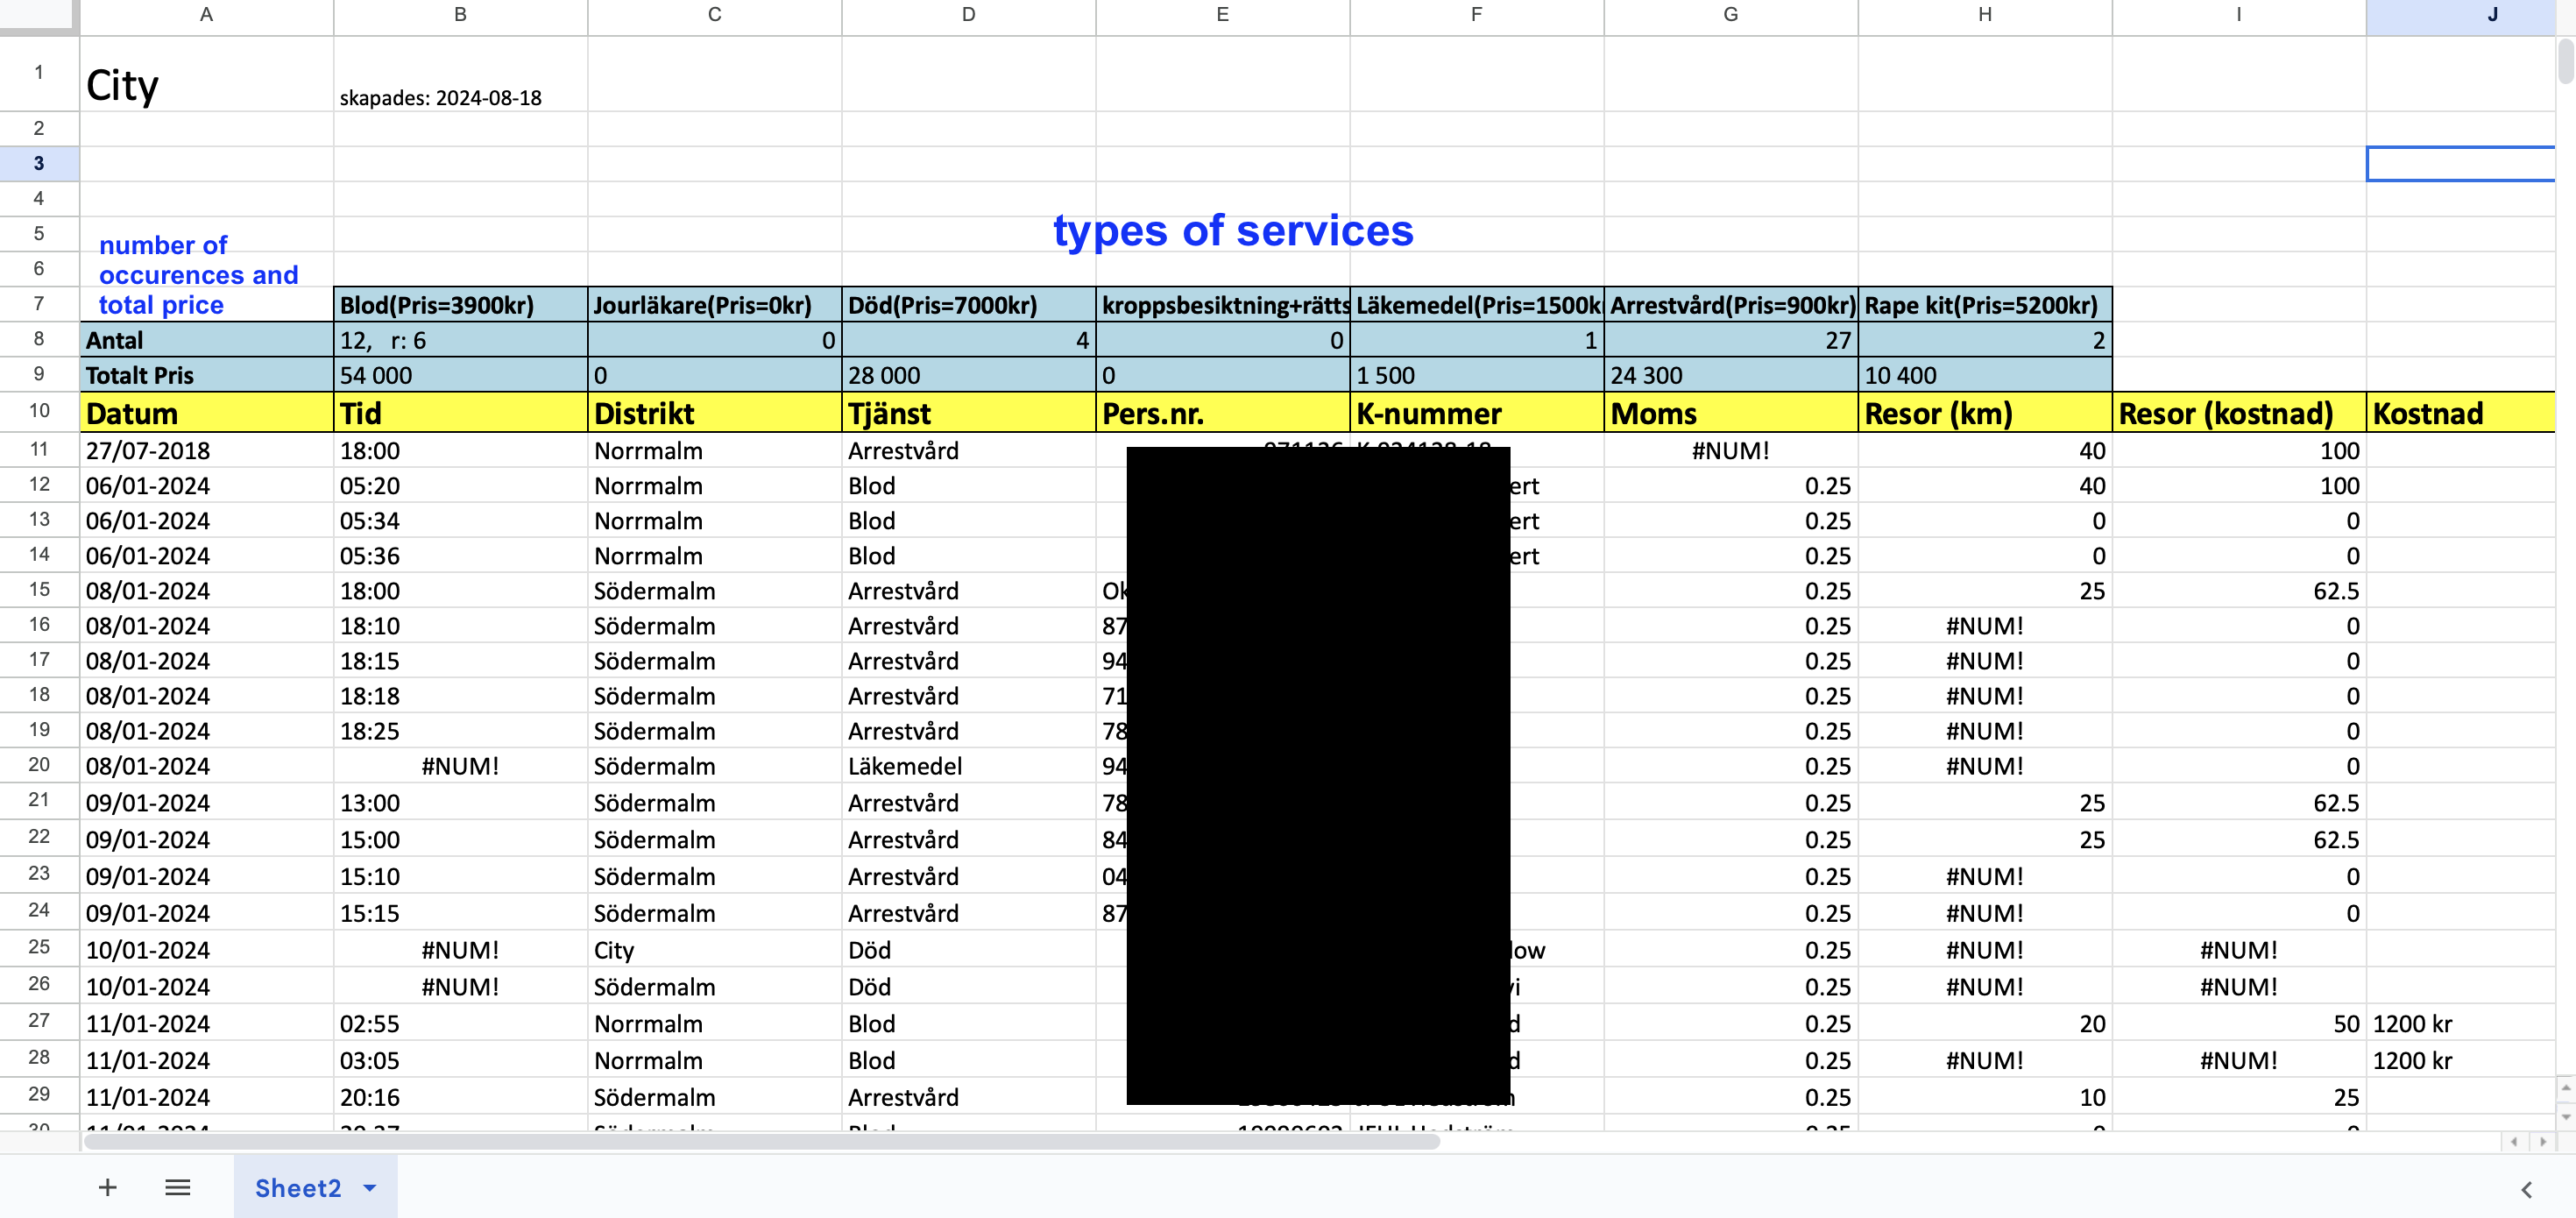 A B C D E F G H I J
1 City skapades: 2024-08-18
2
3
4
types of services
5 number of
6 occurences and
7 total price Blod(Pris=3900kr) Jourläkare(Pris=0kr) Död(Pris=7000kr) kroppsbesiktning+rätts Läkemedel(Pris=1500k Arrestvård(Pris=900kr) Rape kit(Pris=5200kr)
8 Antal 12, r: 6 0 4 0 1 27 2
9 Totalt Pris 54 000 0 28 000 0 1 500 24 300 10 400
10 Datum Tid Distrikt Tjänst Pers.nr. K-nummer Moms Resor (km) Resor (kostnad) Kostnad
11 27/07-2018 18:00 Norrmalm Arrestvård #NUM! 40 100
12 06/01-2024 05:20 Norrmalm Blod ert 0.25 40 100
13 06/01-2024 05:34 Norrmalm Blod ert 0.25 0 0
14 06/01-2024 05:36 Norrmalm Blod ert 0.25 0 0
15 08/01-2024 18:00 Södermalm Arrestvård Ok 0.25 25 62.5
16 08/01-2024 18:10 Södermalm Arrestvård 87 0.25 #NUM! 0
17 08/01-2024 18:15 Södermalm Arrestvård 94 0.25 #NUM! 0
18 08/01-2024 18:18 Södermalm Arrestvård 71 0.25 #NUM! 0
19 08/01-2024 18:25 Södermalm Arrestvård 78 0.25 #NUM! 0
20 08/01-2024 #NUM! Södermalm Läkemedel 94 0.25 #NUM! 0
21 09/01-2024 13:00 Södermalm Arrestvård 78 0.25 25 62.5
22 09/01-2024 15:00 Södermalm Arrestvård 84 0.25 25 62.5
23 09/01-2024 15:10 Södermalm Arrestvård 04 0.25 #NUM! 0
24 09/01-2024 15:15 Södermalm Arrestvård 87 0.25 #NUM! 0
25 10/01-2024 #NUM! City Död low 0.25 #NUM! #NUM!
26 10/01-2024 #NUM! Södermalm Död vi 0.25 #NUM! #NUM!
27 11/01-2024 02:55 Norrmalm Blod d 0.25 20 50 1200 kr
28 11/01-2024 03:05 Norrmalm Blod d 0.25 #NUM! #NUM! 1200 kr
29 11/01-2024 20:16 Södermalm Arrestvård 0.25 10 25
Sheet2